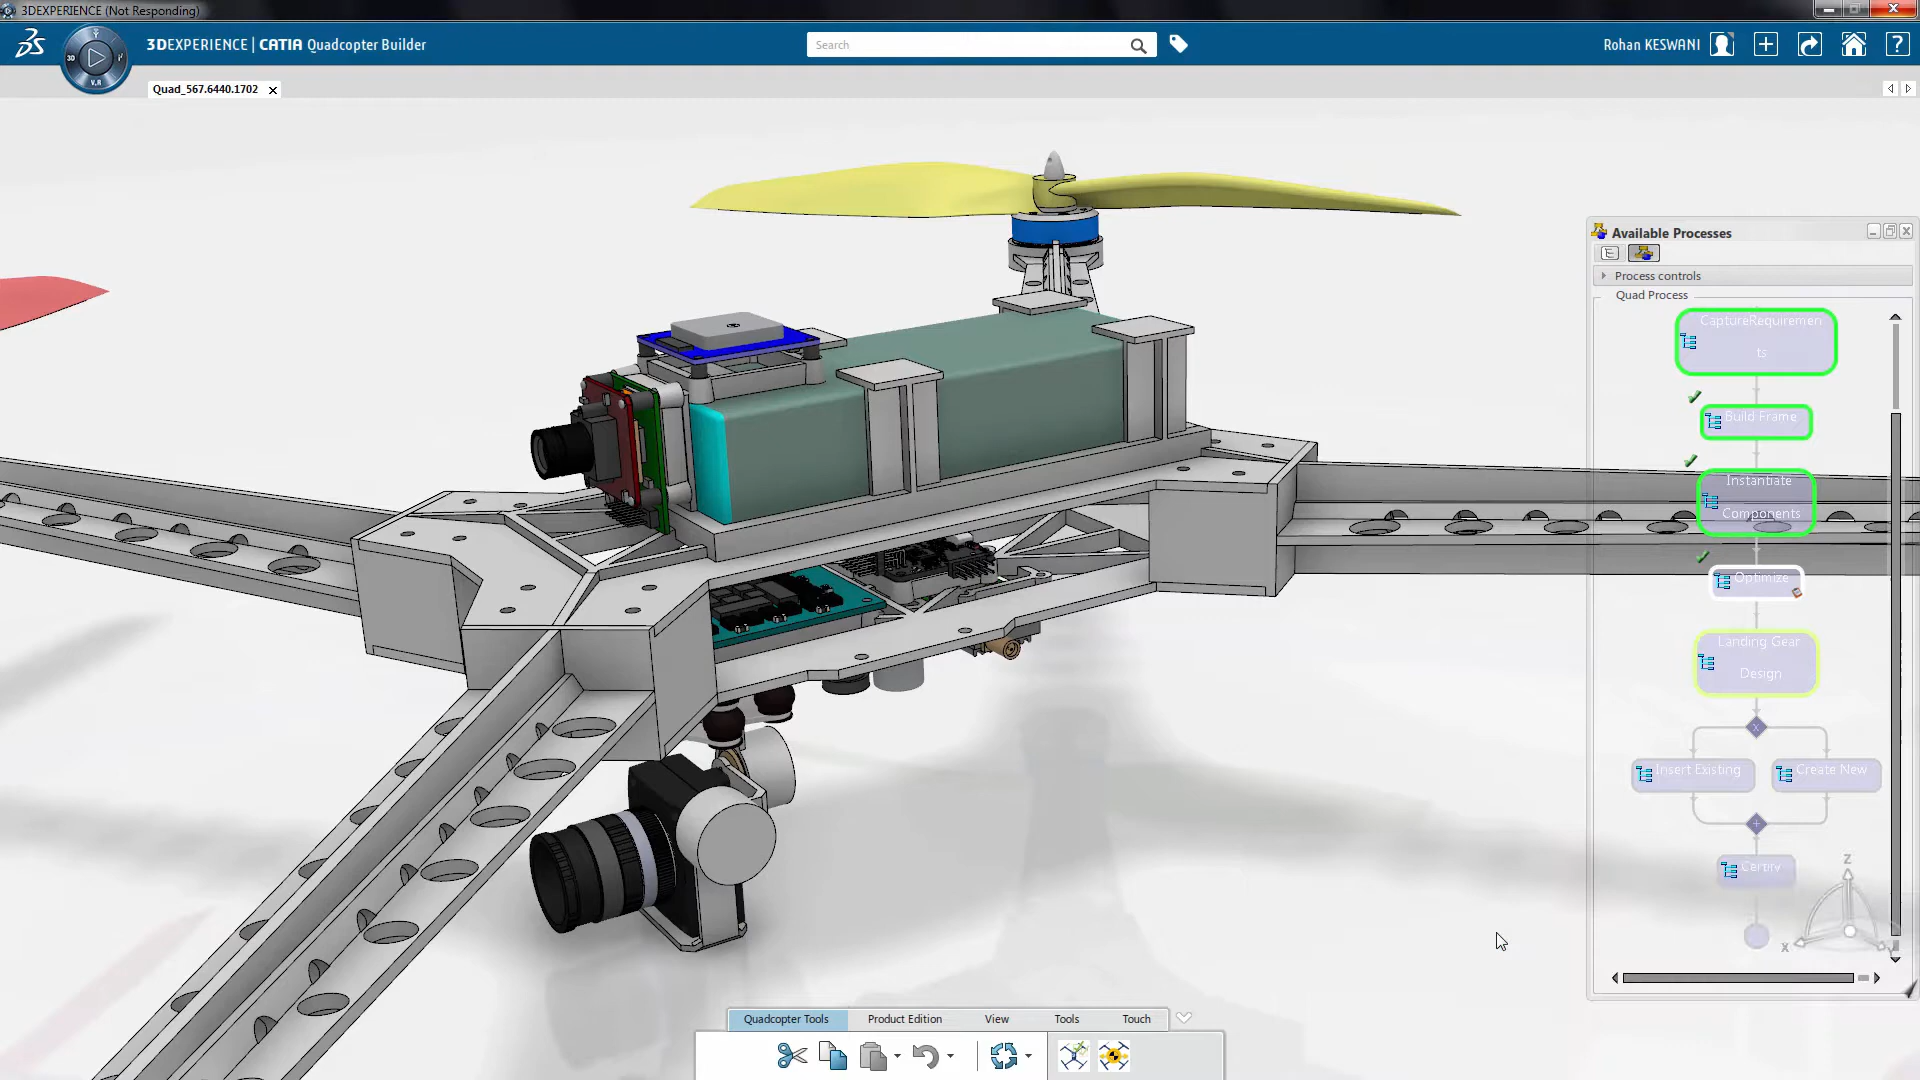 3DEXPERIENCE (Not Responding)
3DEXPERIENCE | CATIA Quadcopter Builder
Search
Rohan KESWANI
3D
V.R
Quad_567.6440.1702
Available Processes
Process controls
Quad Process
CaptureRequiremen
ts
Build Frame
Instantiate
Components
Optimize
Landing Gear
Design
x
Insert Existing
Create New
+
Certify
Z
X
Quadcopter Tools
Product Edition
View
Tools
Touch